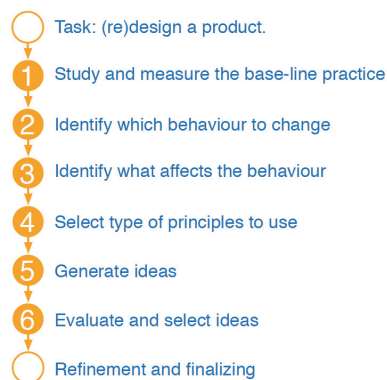 Task: (re)design a product.
1 Study and measure the base-line practice
2 Identify which behaviour to change
3 Identify what affects the behaviour
4 Select type of principles to use
5 Generate ideas
6 Evaluate and select ideas
Refinement and finalizing